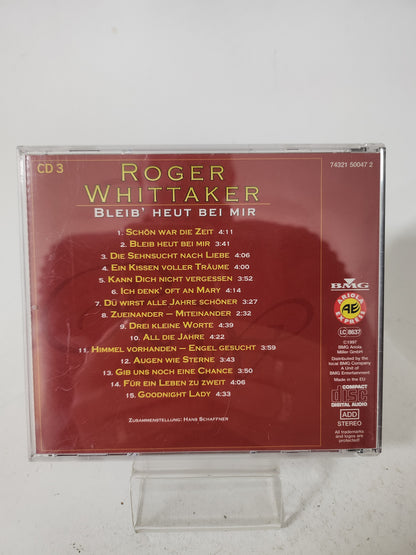 CD 3
74321 50047 2
ROGER
WHITTAKER
BLEIB' HEUT BEI MIR
1. SCHÖN WAR DIE ZEIT 4:11
2. BLEIB HEUT BEI MIR 3:41
3. DIE SEHNSUCHT NACH LIEBE 4:06
4. EIN KISSEN VOLLER TRÄUME 4:00
5. KANN DICH NICHT VERGESSEN 3:52
6. ICH DENK' OFT AN MARY 4:14
7. DU WIRST ALLE JAHRE SCHÖNER 3:27
8. ZUEINANDER – MITEINANDER 2:32
9. DREI KLEINE WORTE 4:39
10. ALL DIE JAHRE 4:22
11. HIMMEL VORHANDEN – ENGEL GESUCHT 3:59
12. AUGEN WIE STERNE 3:45
13. GIB UNS NOCH EINE CHANCE 3:50
14. FÜR EIN LEBEN ZU ZWEIT 4:06
15. GOODNIGHT LADY 4:33
ZUSAMMENSTELLUNG: HANS SCHAFFNER
BMG
ARIOLA
AE
EXPRESS
LC 8637
©1997
BMG Ariola
Miller GmbH
Distributed by the
local BMG Company
A Unit of
BMG Entertainment
Made in the EU
COMPACT
disc
DIGITAL AUDIO
ADD
STEREO
All trademarks
and logos are
protected!